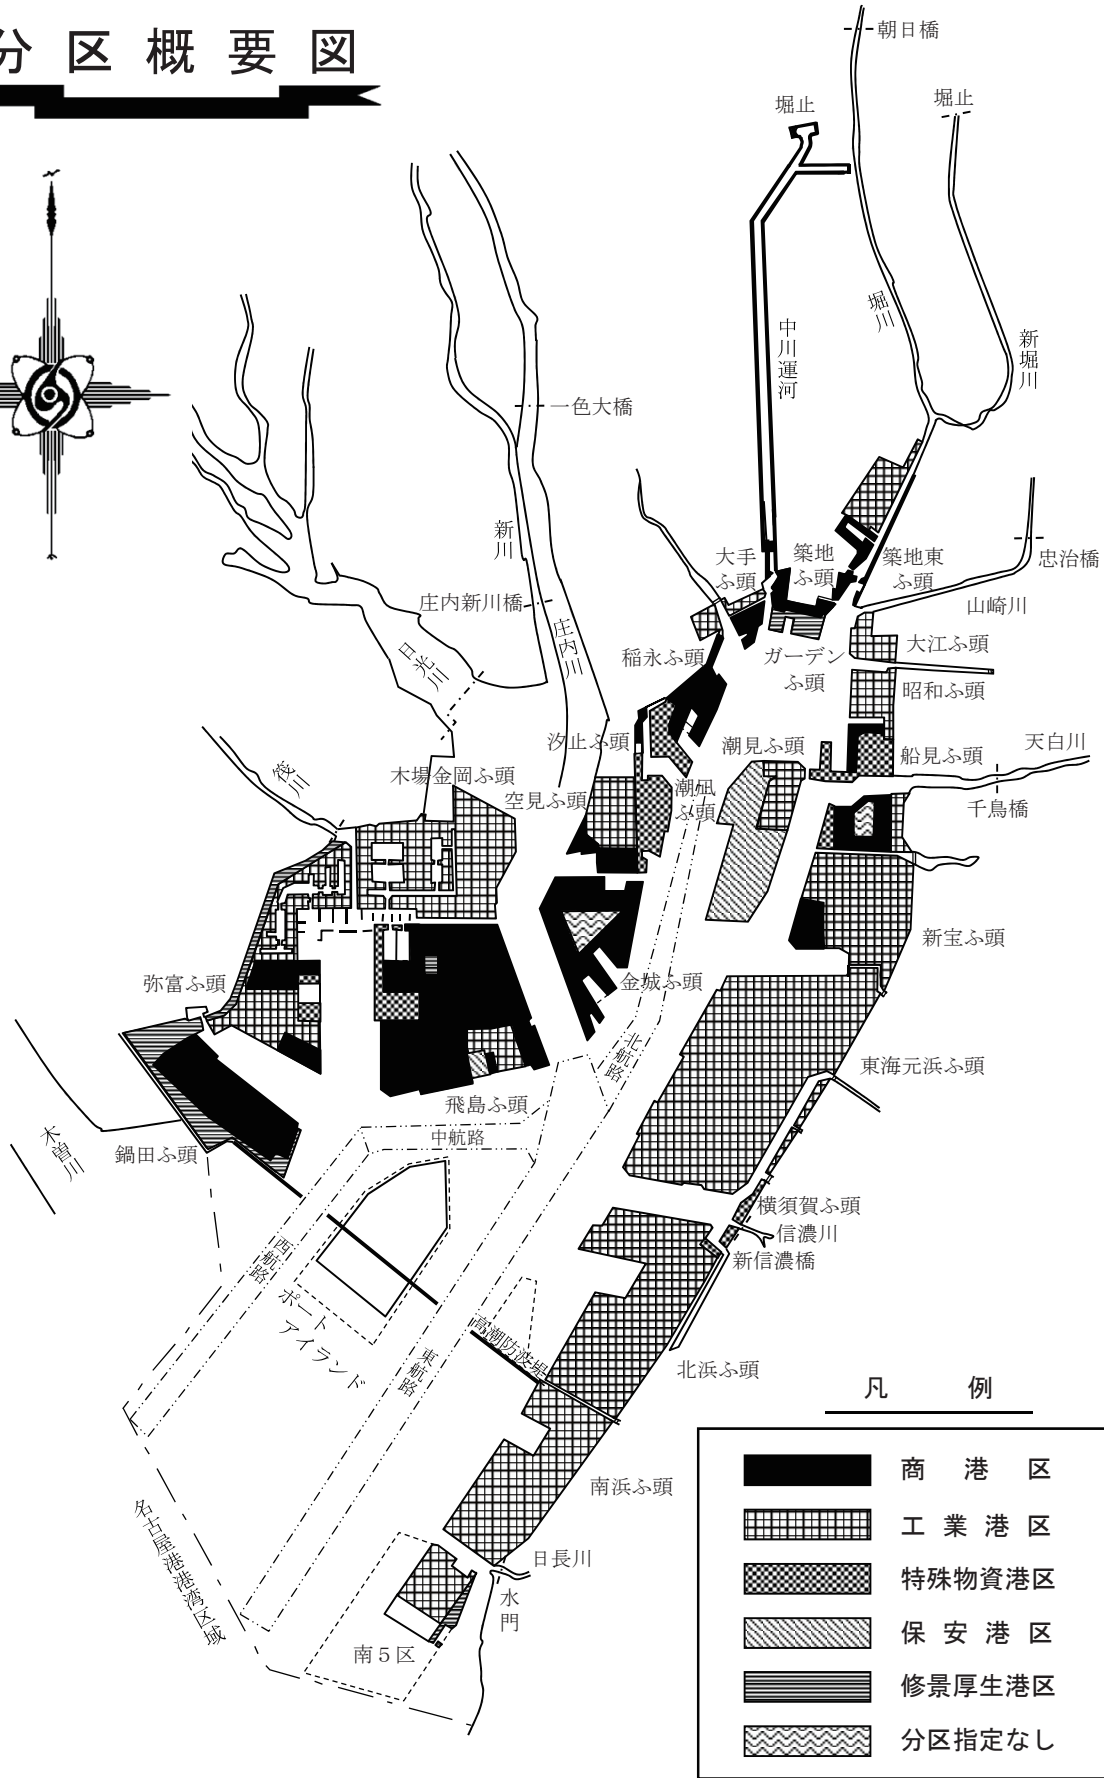 分区概要図
朝日橋
堀止
堀止
堀川
新堀川
中川運河
一色大橋
新川
庄内新川橋
庄内川
日光川
大手
ふ頭
築地
ふ頭
築地東
ふ頭
忠治橋
山崎川
稲永ふ頭
ガーデン
ふ頭
大江ふ頭
昭和ふ頭
汐止ふ頭
潮見ふ頭
船見ふ頭
天白川
千鳥橋
筏川
木場金岡ふ頭
空見ふ頭
潮凪
ふ頭
新宝ふ頭
弥富ふ頭
金城ふ頭
北航路
東海元浜ふ頭
飛島ふ頭
中航路
木曽川
鍋田ふ頭
横須賀ふ頭
信濃川
新信濃橋
西航路
ポート
アイランド
高潮防波堤
東航路
北浜ふ頭
南浜ふ頭
名古屋港港湾区域
日長川
水門
南5区
凡例
商港区
工業港区
特殊物資港区
保安港区
修景厚生港区
分区指定なし